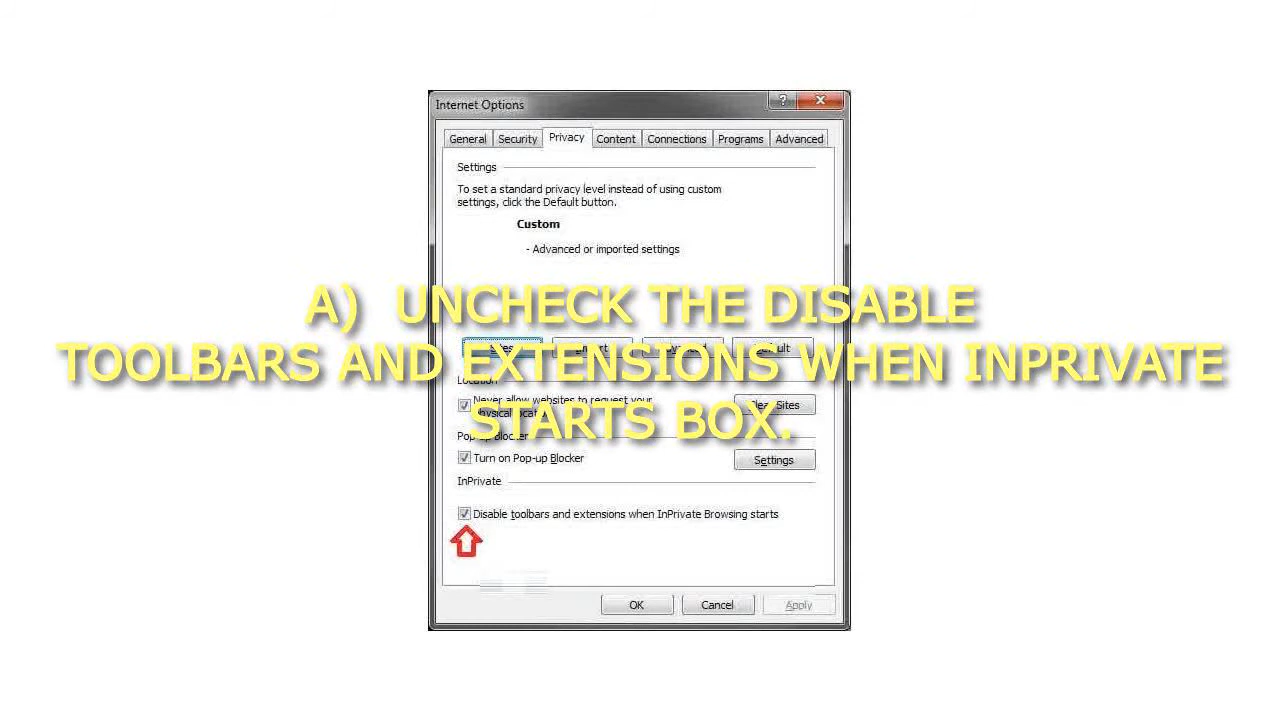 Internet Options
?
General Security Privacy Content Connections Programs Advanced
Settings
To set a standard privacy level instead of using custom
settings, click the Default button.
Custom
- Advanced or imported settings
A) UNCHECK THE DISABLE
TOOLBARS AND EXTENSIONS WHEN INPRIVATE
STARTS BOX.
Location
Never allow websites to request your
physical
Sites
Pop-up Blocker
Turn on Pop-up Blocker
Settings
InPrivate
Disable toolbars and extensions when InPrivate Browsing starts
OK Cancel Apply